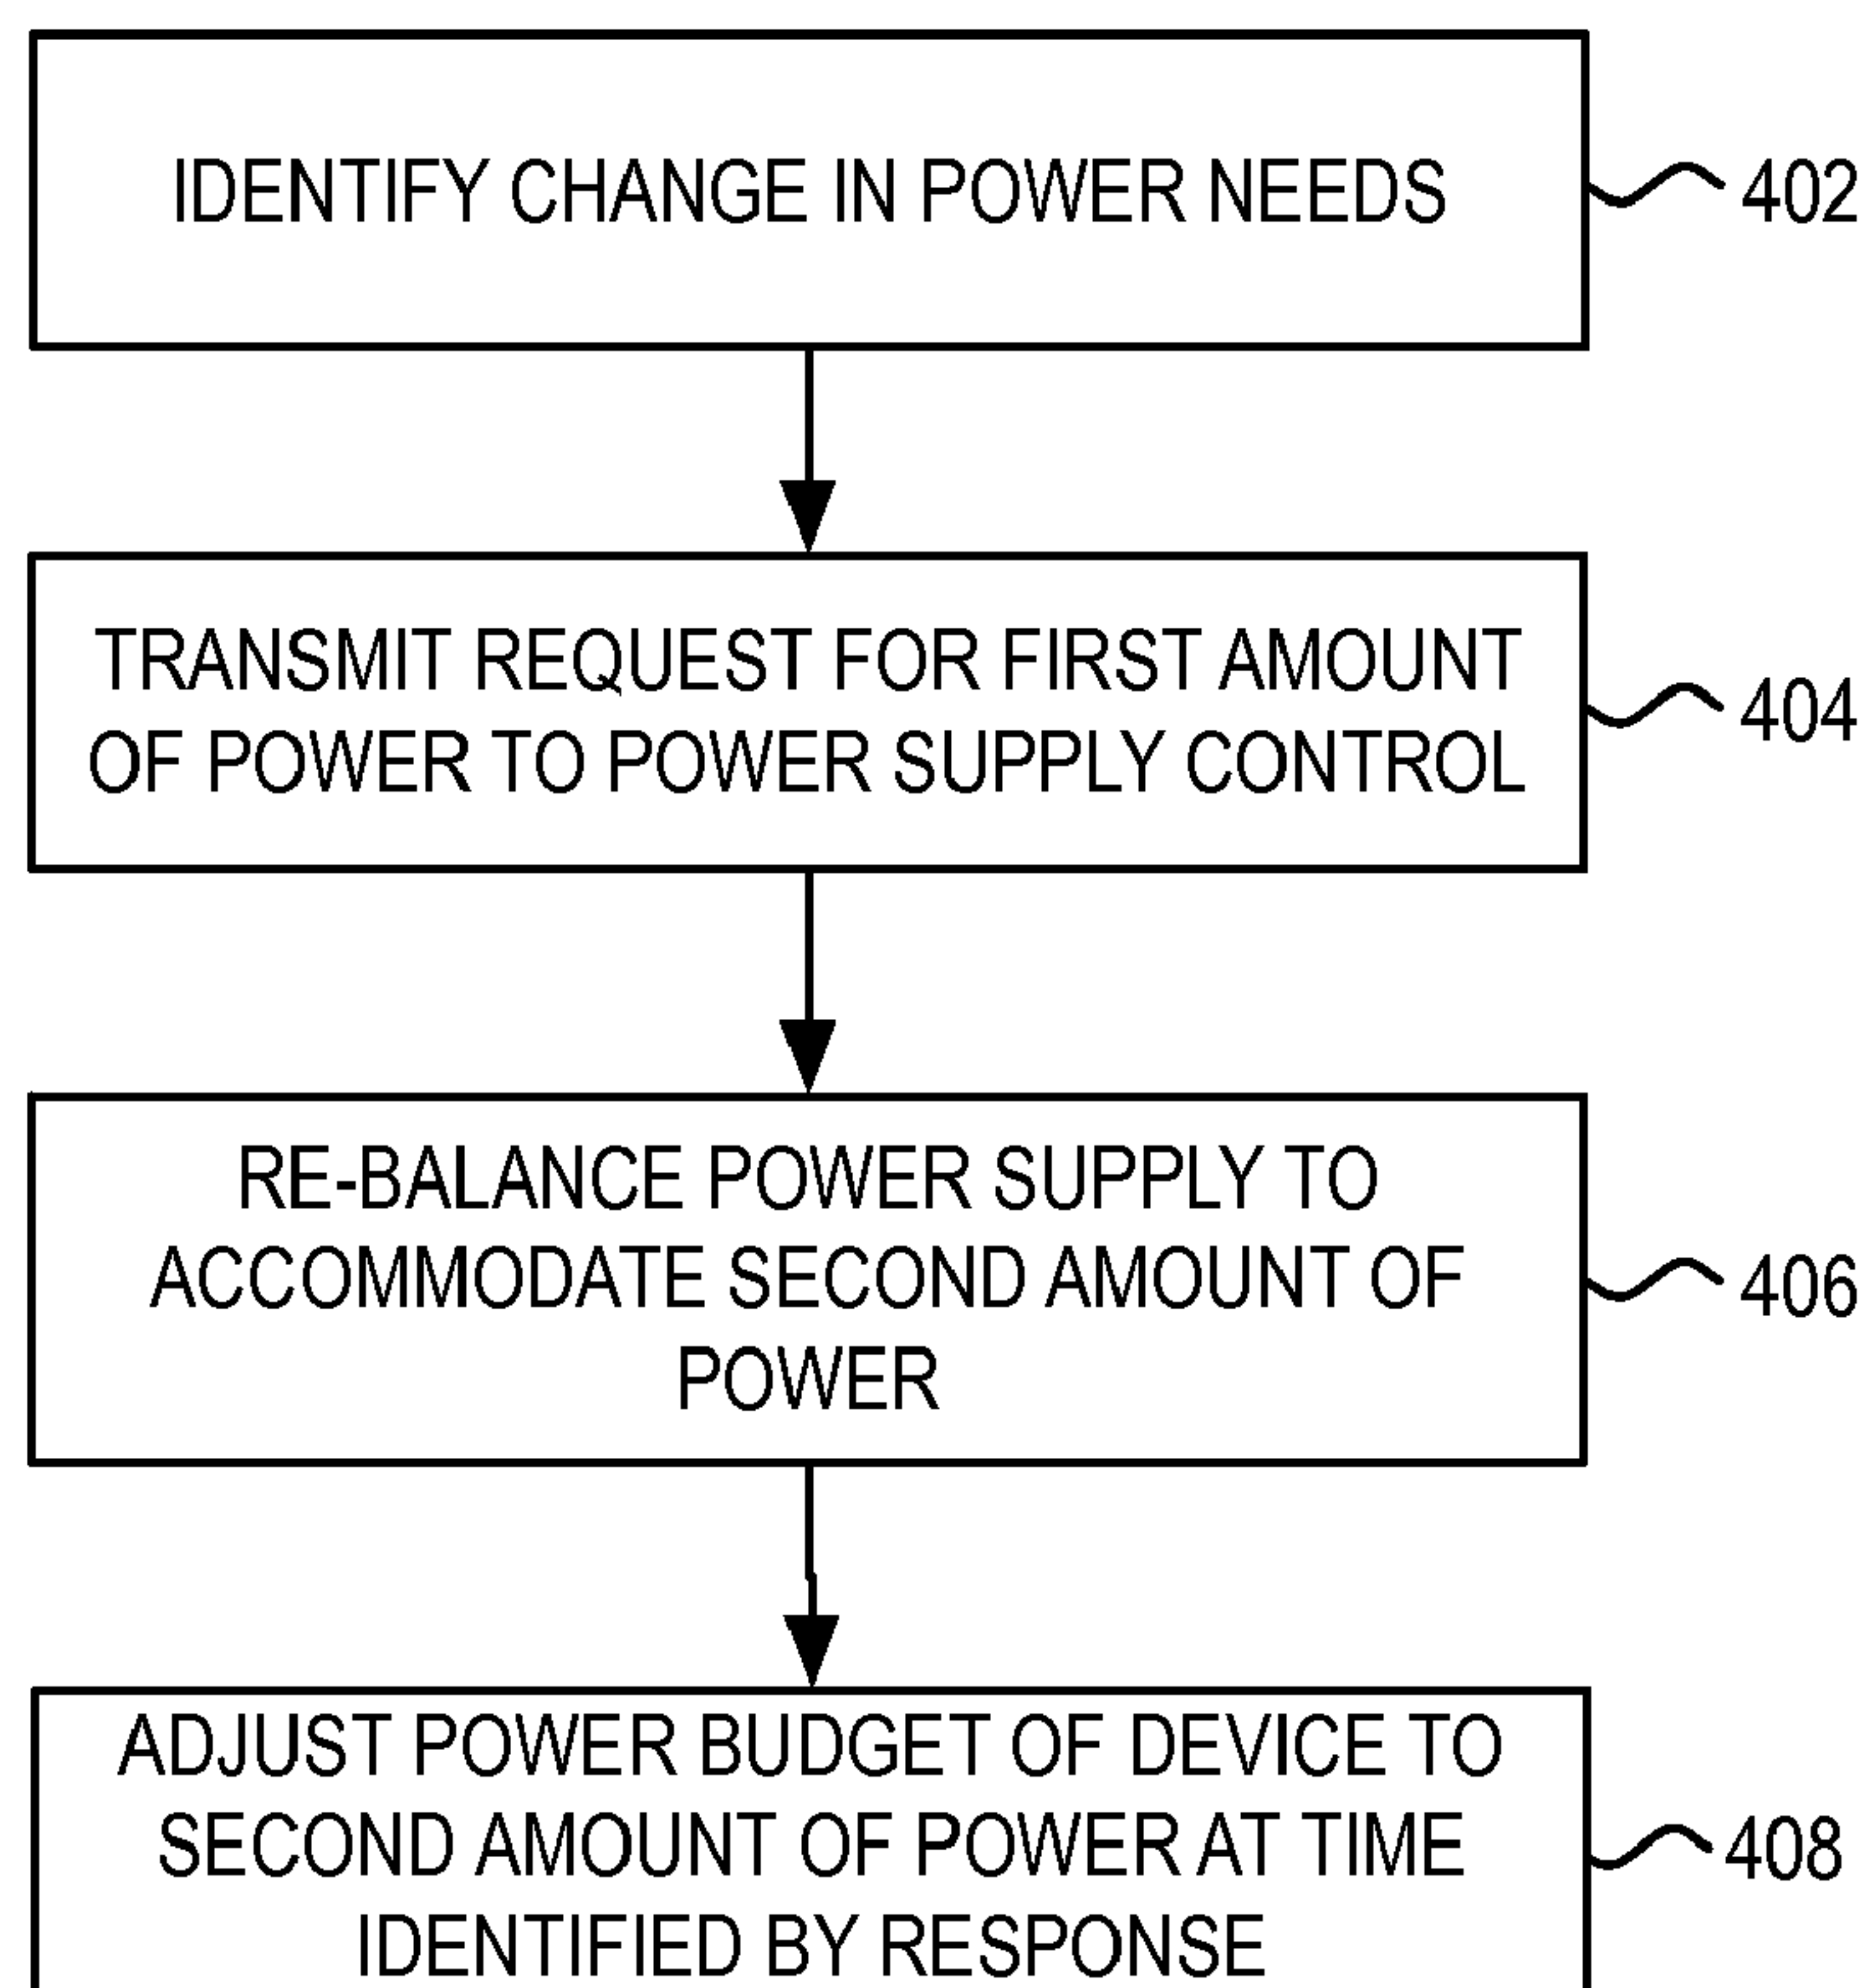 IDENTIFY CHANGE IN POWER NEEDS
402
TRANSMIT REQUEST FOR FIRST AMOUNT
OF POWER TO POWER SUPPLY CONTROL
404
RE-BALANCE POWER SUPPLY TO
ACCOMMODATE SECOND AMOUNT OF
POWER
406
ADJUST POWER BUDGET OF DEVICE TO
SECOND AMOUNT OF POWER AT TIME
IDENTIFIED BY RESPONSE
408